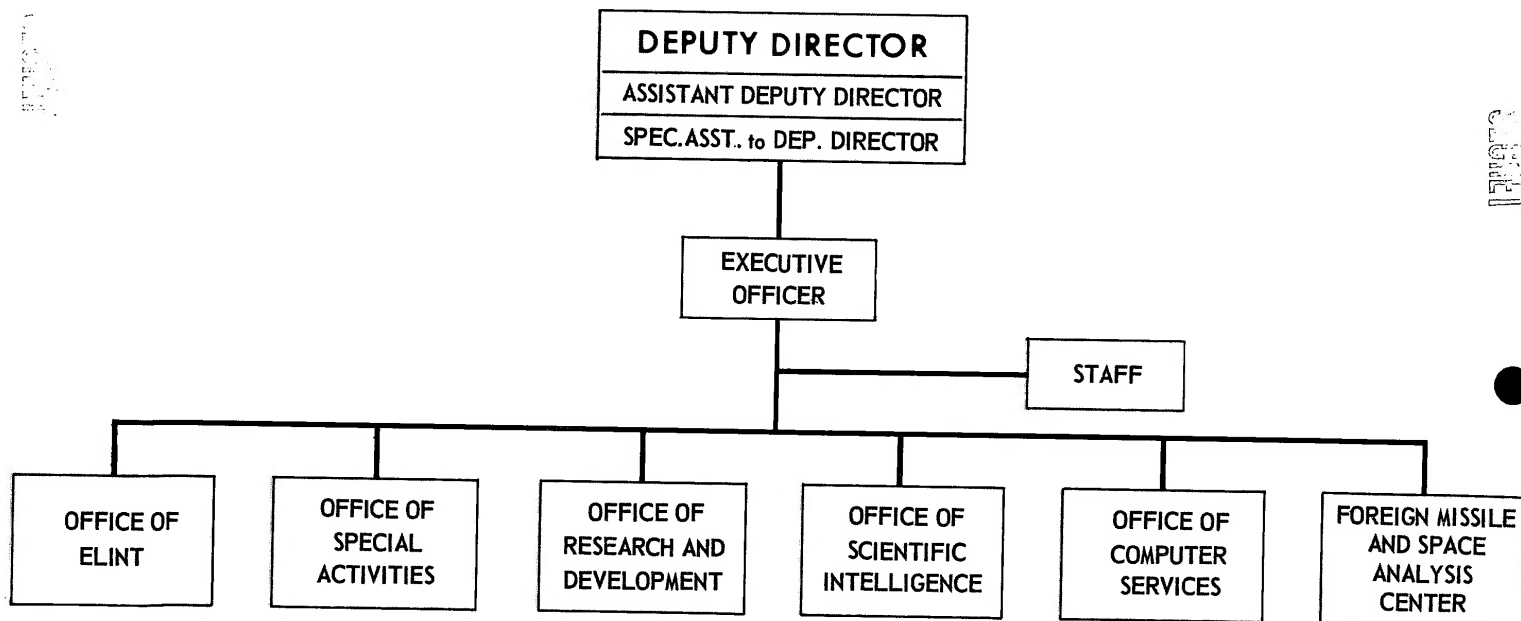 DEPUTY DIRECTOR
ASSISTANT DEPUTY DIRECTOR
SPEC. ASST. to DEP. DIRECTOR
EXECUTIVE
OFFICER
STAFF
OFFICE OF
ELINT
OFFICE OF
SPECIAL
ACTIVITIES
OFFICE OF
RESEARCH AND
DEVELOPMENT
OFFICE OF
SCIENTIFIC
INTELLIGENCE
OFFICE OF
COMPUTER
SERVICES
FOREIGN MISSILE
AND SPACE
ANALYSIS
CENTER